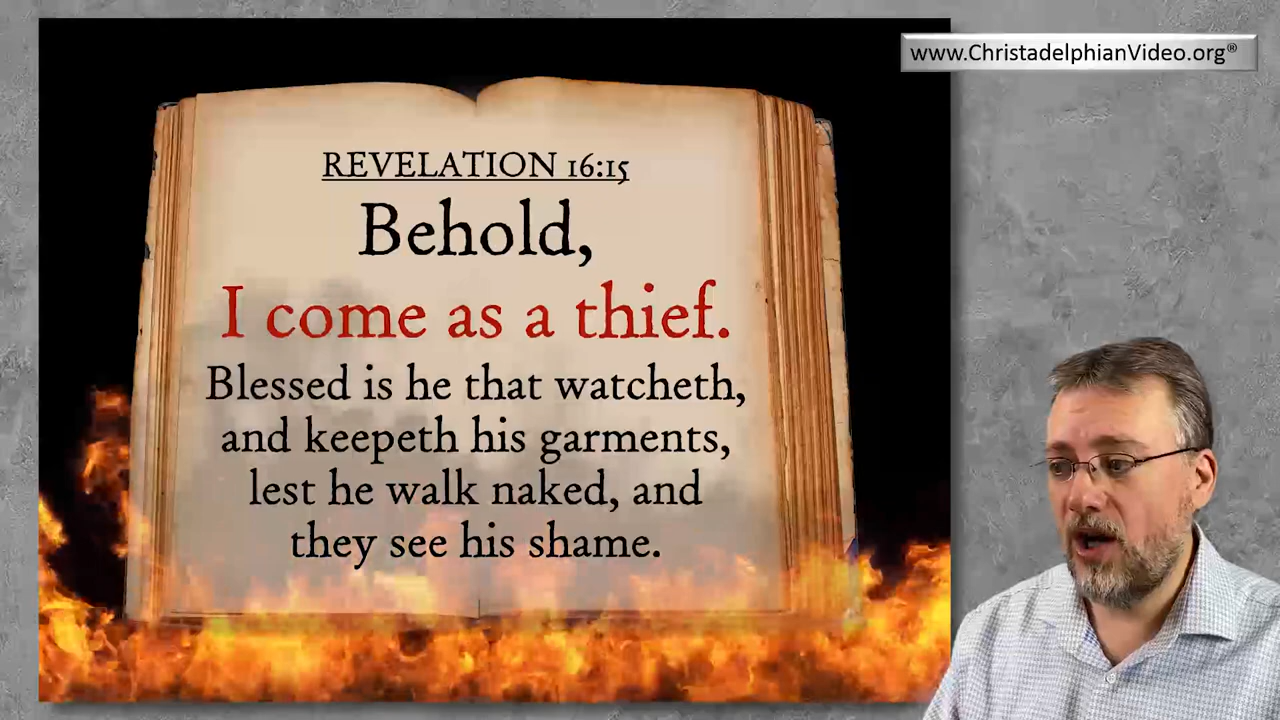 www.ChristadelphianVideo.org®
REVELATION 16:15
Behold,
I come as a thief.
Blessed is he that watcheth,
and keepeth his garments,
lest he walk naked, and
they see his shame.